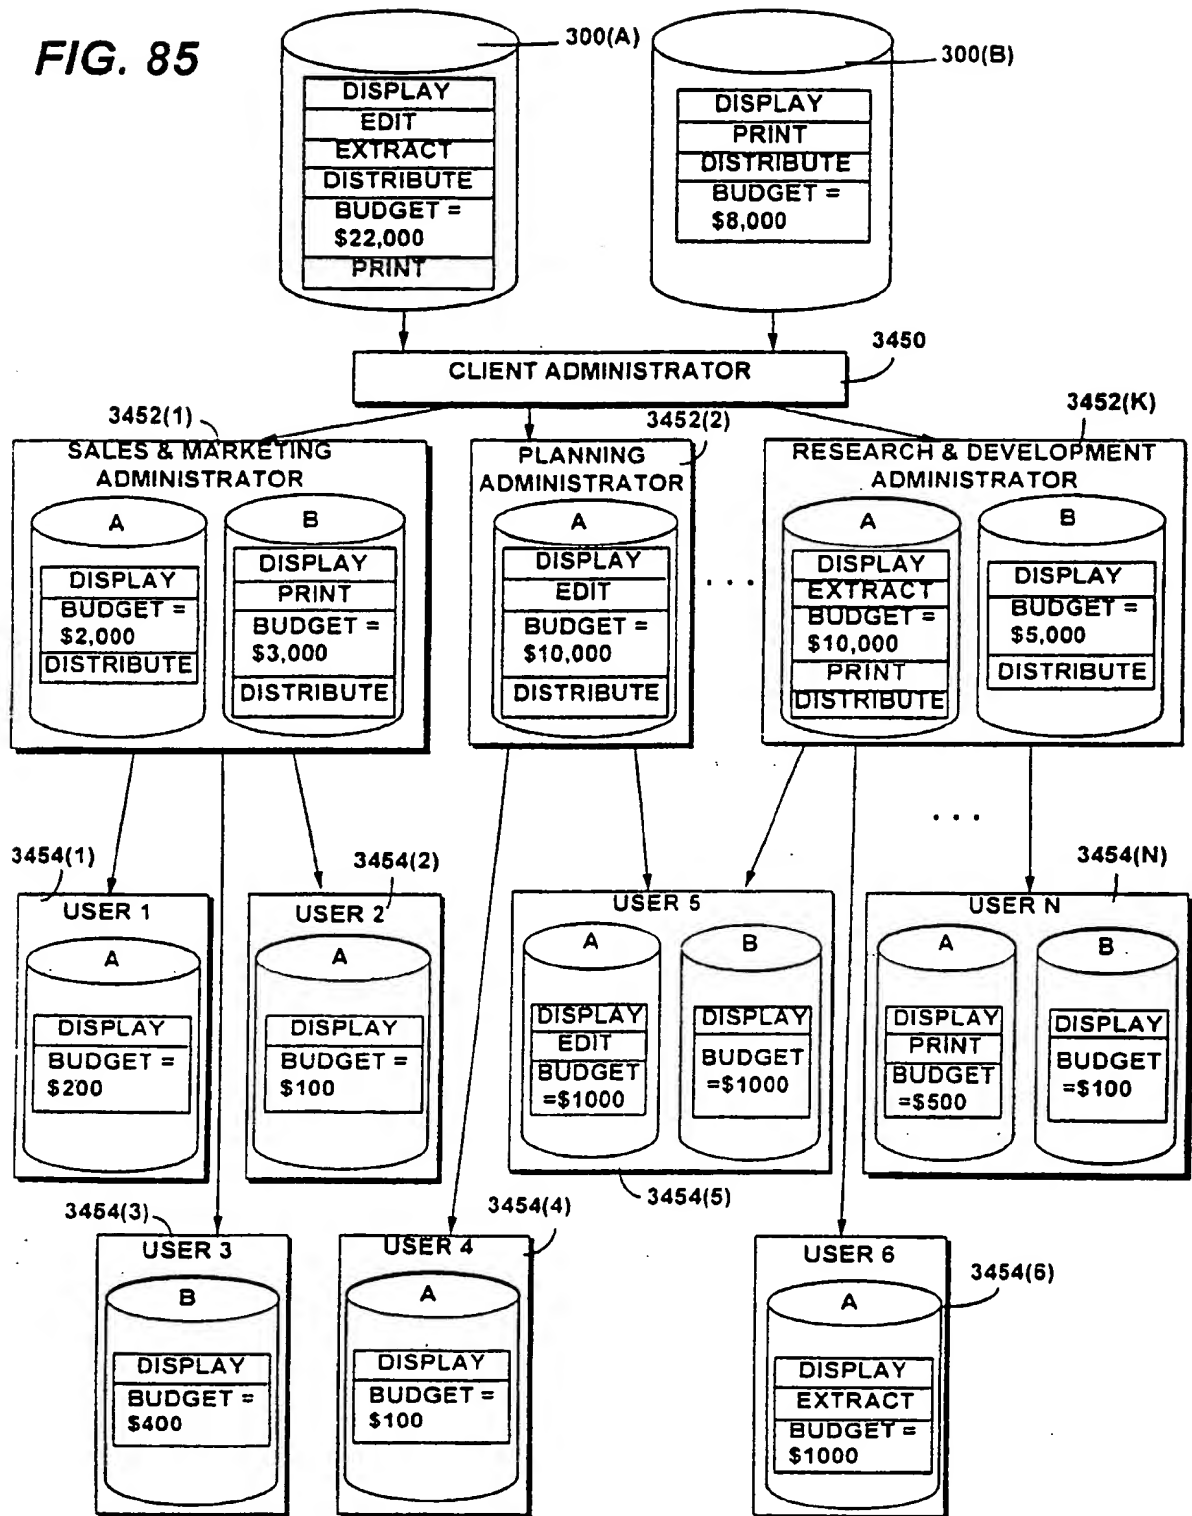 FIG. 85
300(A)
DISPLAY
EDIT
EXTRACT
DISTRIBUTE
BUDGET =
$22,000
PRINT
300(B)
DISPLAY
PRINT
DISTRIBUTE
BUDGET =
$8,000
CLIENT ADMINISTRATOR
3450
3452(1)
SALES & MARKETING
ADMINISTRATOR
A
DISPLAY
BUDGET =
$2,000
DISTRIBUTE
B
DISPLAY
PRINT
BUDGET =
$3,000
DISTRIBUTE
3452(2)
PLANNING
ADMINISTRATOR
A
DISPLAY
EDIT
BUDGET =
$10,000
DISTRIBUTE
. . .
3452(K)
RESEARCH & DEVELOPMENT
ADMINISTRATOR
A
DISPLAY
EXTRACT
BUDGET =
$10,000
PRINT
DISTRIBUTE
B
DISPLAY
BUDGET =
$5,000
DISTRIBUTE
. . .
3454(1)
USER 1
A
DISPLAY
BUDGET =
$200
3454(2)
USER 2
A
DISPLAY
BUDGET =
$100
USER 5
A
DISPLAY
EDIT
BUDGET
=$1000
B
DISPLAY
BUDGET
=$1000
3454(5)
3454(N)
USER N
A
DISPLAY
PRINT
BUDGET
=$500
B
DISPLAY
BUDGET
=$100
3454(3)
USER 3
B
DISPLAY
BUDGET =
$400
3454(4)
USER 4
A
DISPLAY
BUDGET =
$100
USER 6
3454(6)
A
DISPLAY
EXTRACT
BUDGET =
$1000